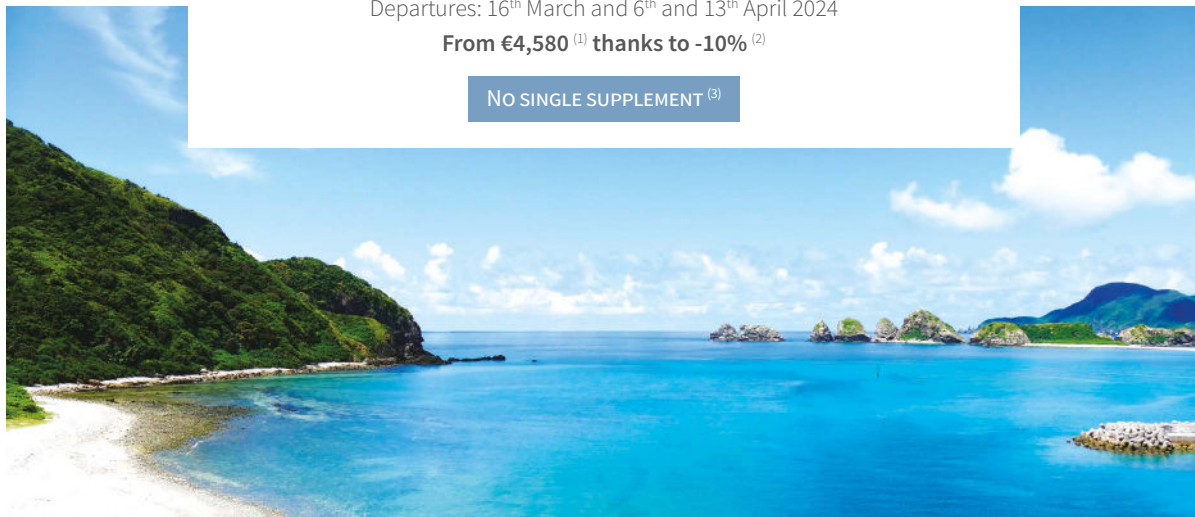 Departures: 16th March and 6th and 13th April 2024
From €4,580 (1) thanks to -10% (2)
No single supplement (3)